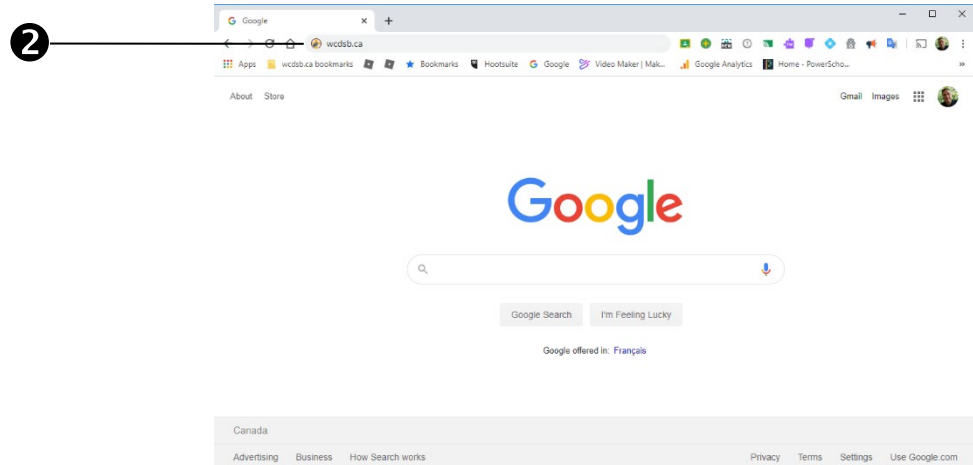 Google
2
wcdsb.ca
Apps wcdsb.ca bookmarks Bookmarks Hootsuite Google Video Maker | Mak... Google Analytics Home - PowerScho...
About Store Gmail Images
Google
Google Search I'm Feeling Lucky
Google offered in: Français
Canada
Advertising Business How Search works Privacy Terms Settings Use Google.com